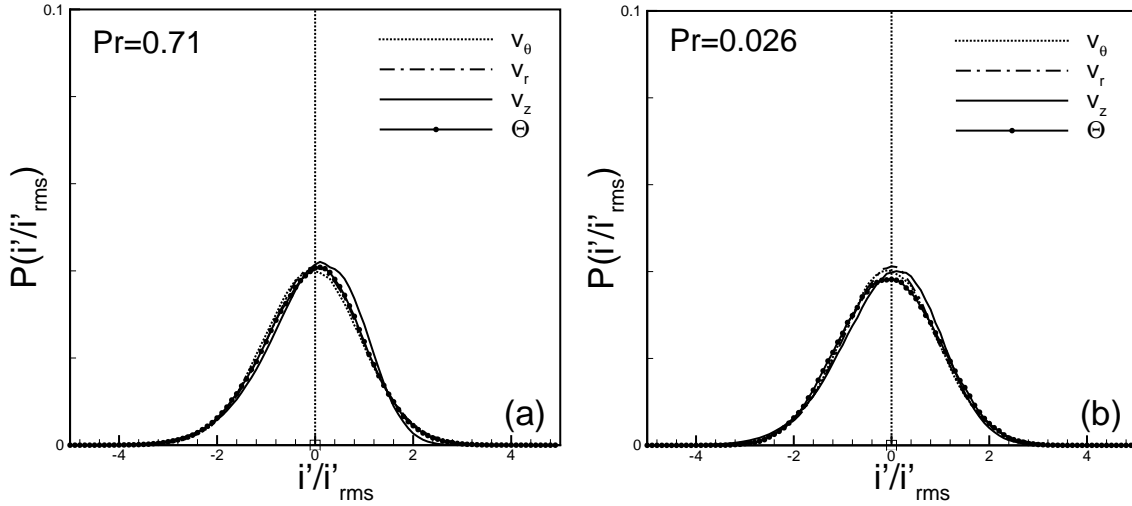 0.1
Pr=0.71
v_θ
v_r
v_z
Θ
P(i'/i'_rms)
(a)
0
-4 -2 0 2 4
i'/i'_rms
0.1
Pr=0.026
v_θ
v_r
v_z
Θ
P(i'/i'_rms)
(b)
0
-4 -2 0 2 4
i'/i'_rms